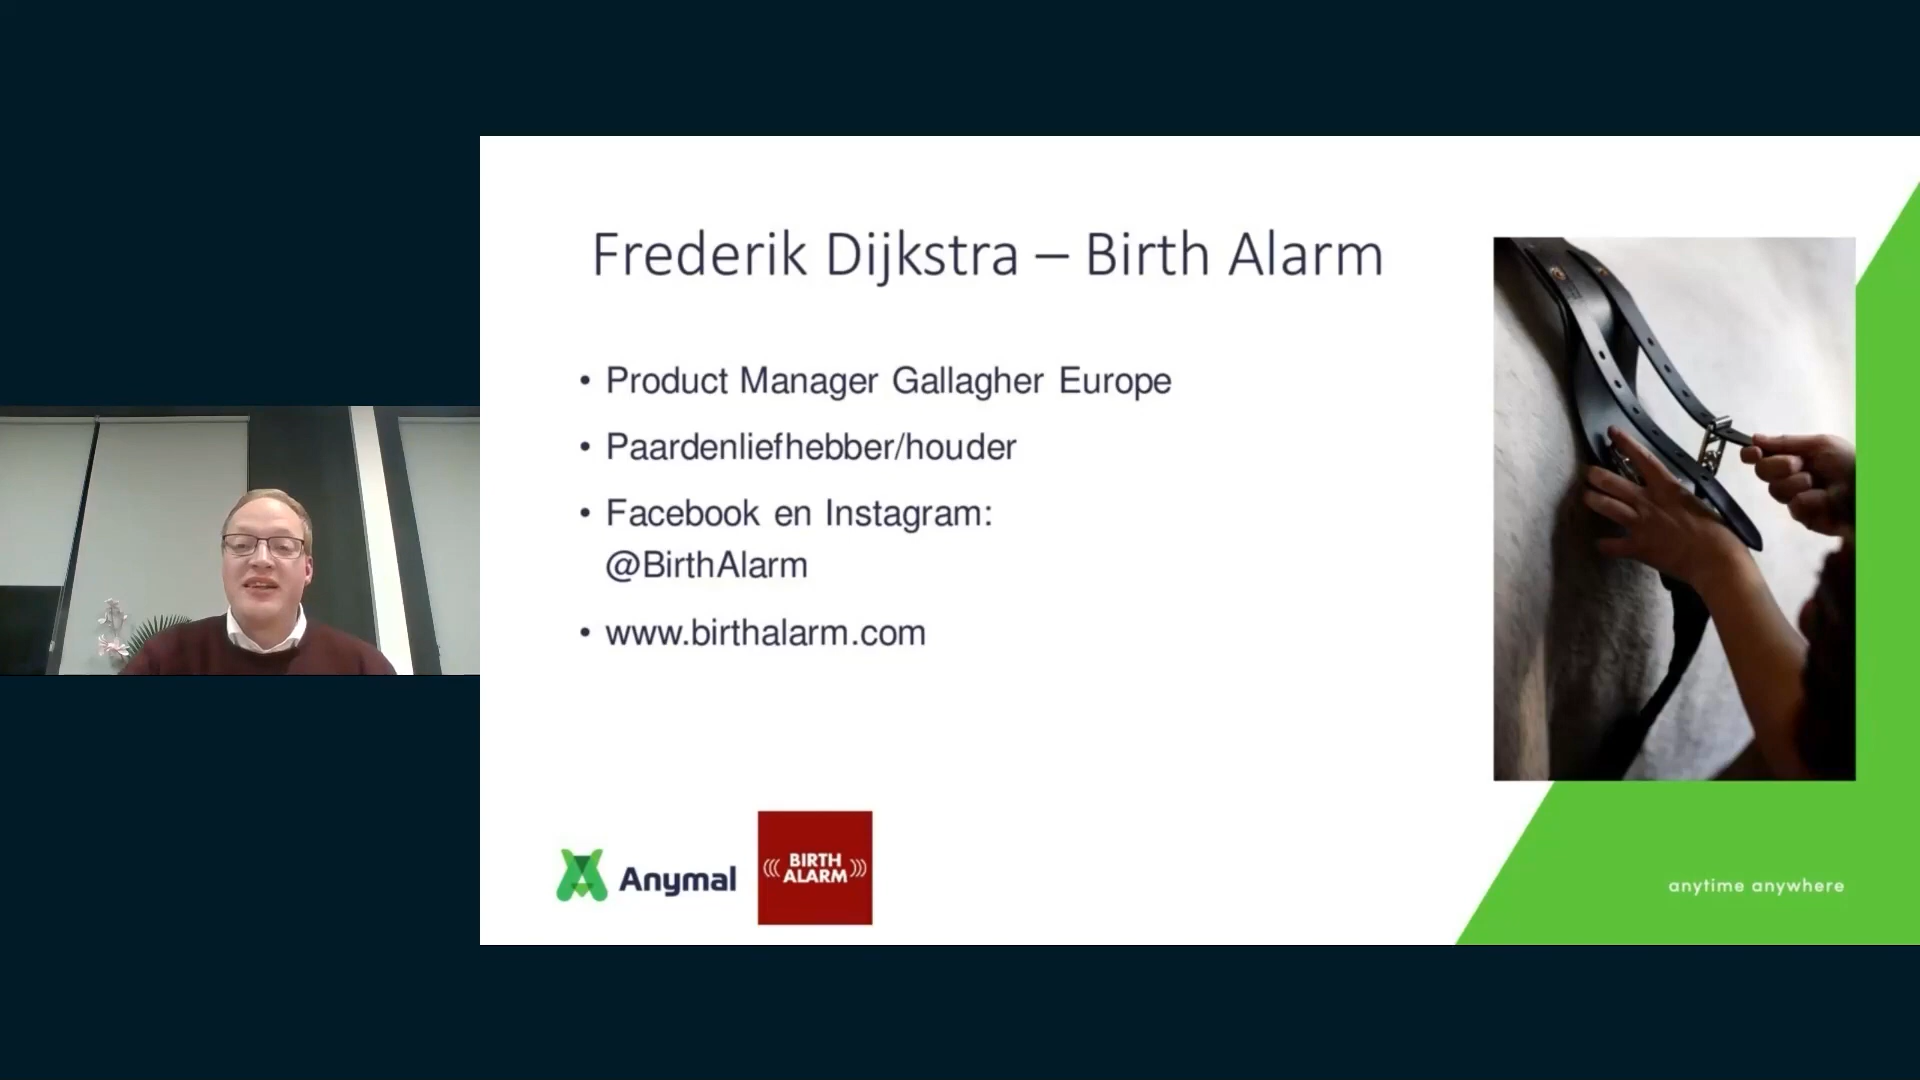 Frederik Dijkstra – Birth Alarm
• Product Manager Gallagher Europe
• Paardenliefhebber/houder
• Facebook en Instagram:
@BirthAlarm
• www.birthalarm.com
Anymal
BIRTH
ALARM
anytime anywhere